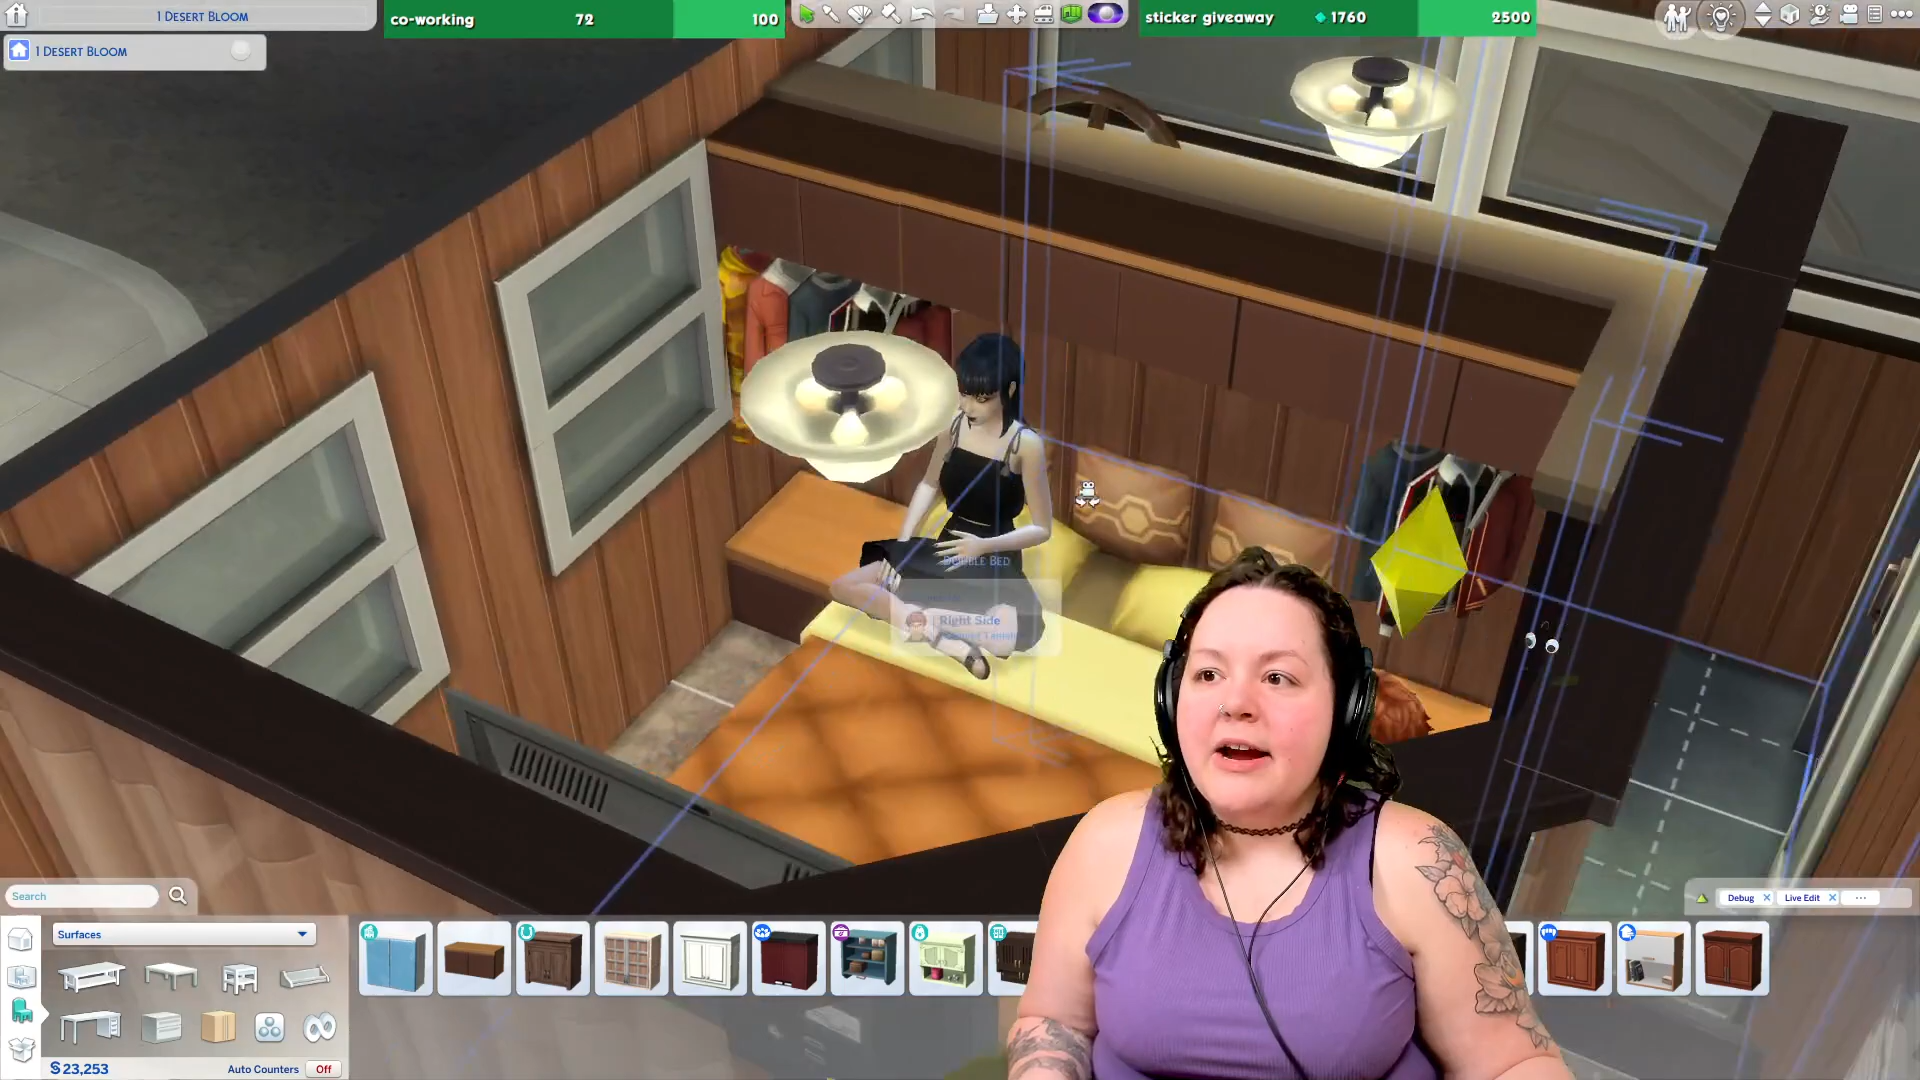 1 DESERT BLOOM
co-working 72 100
sticker giveaway 1760 2500
1 DESERT BLOOM
DOUBLE BED
Right Side
Search
Debug
Live Edit
Surfaces
§23,253
Auto Counters Off